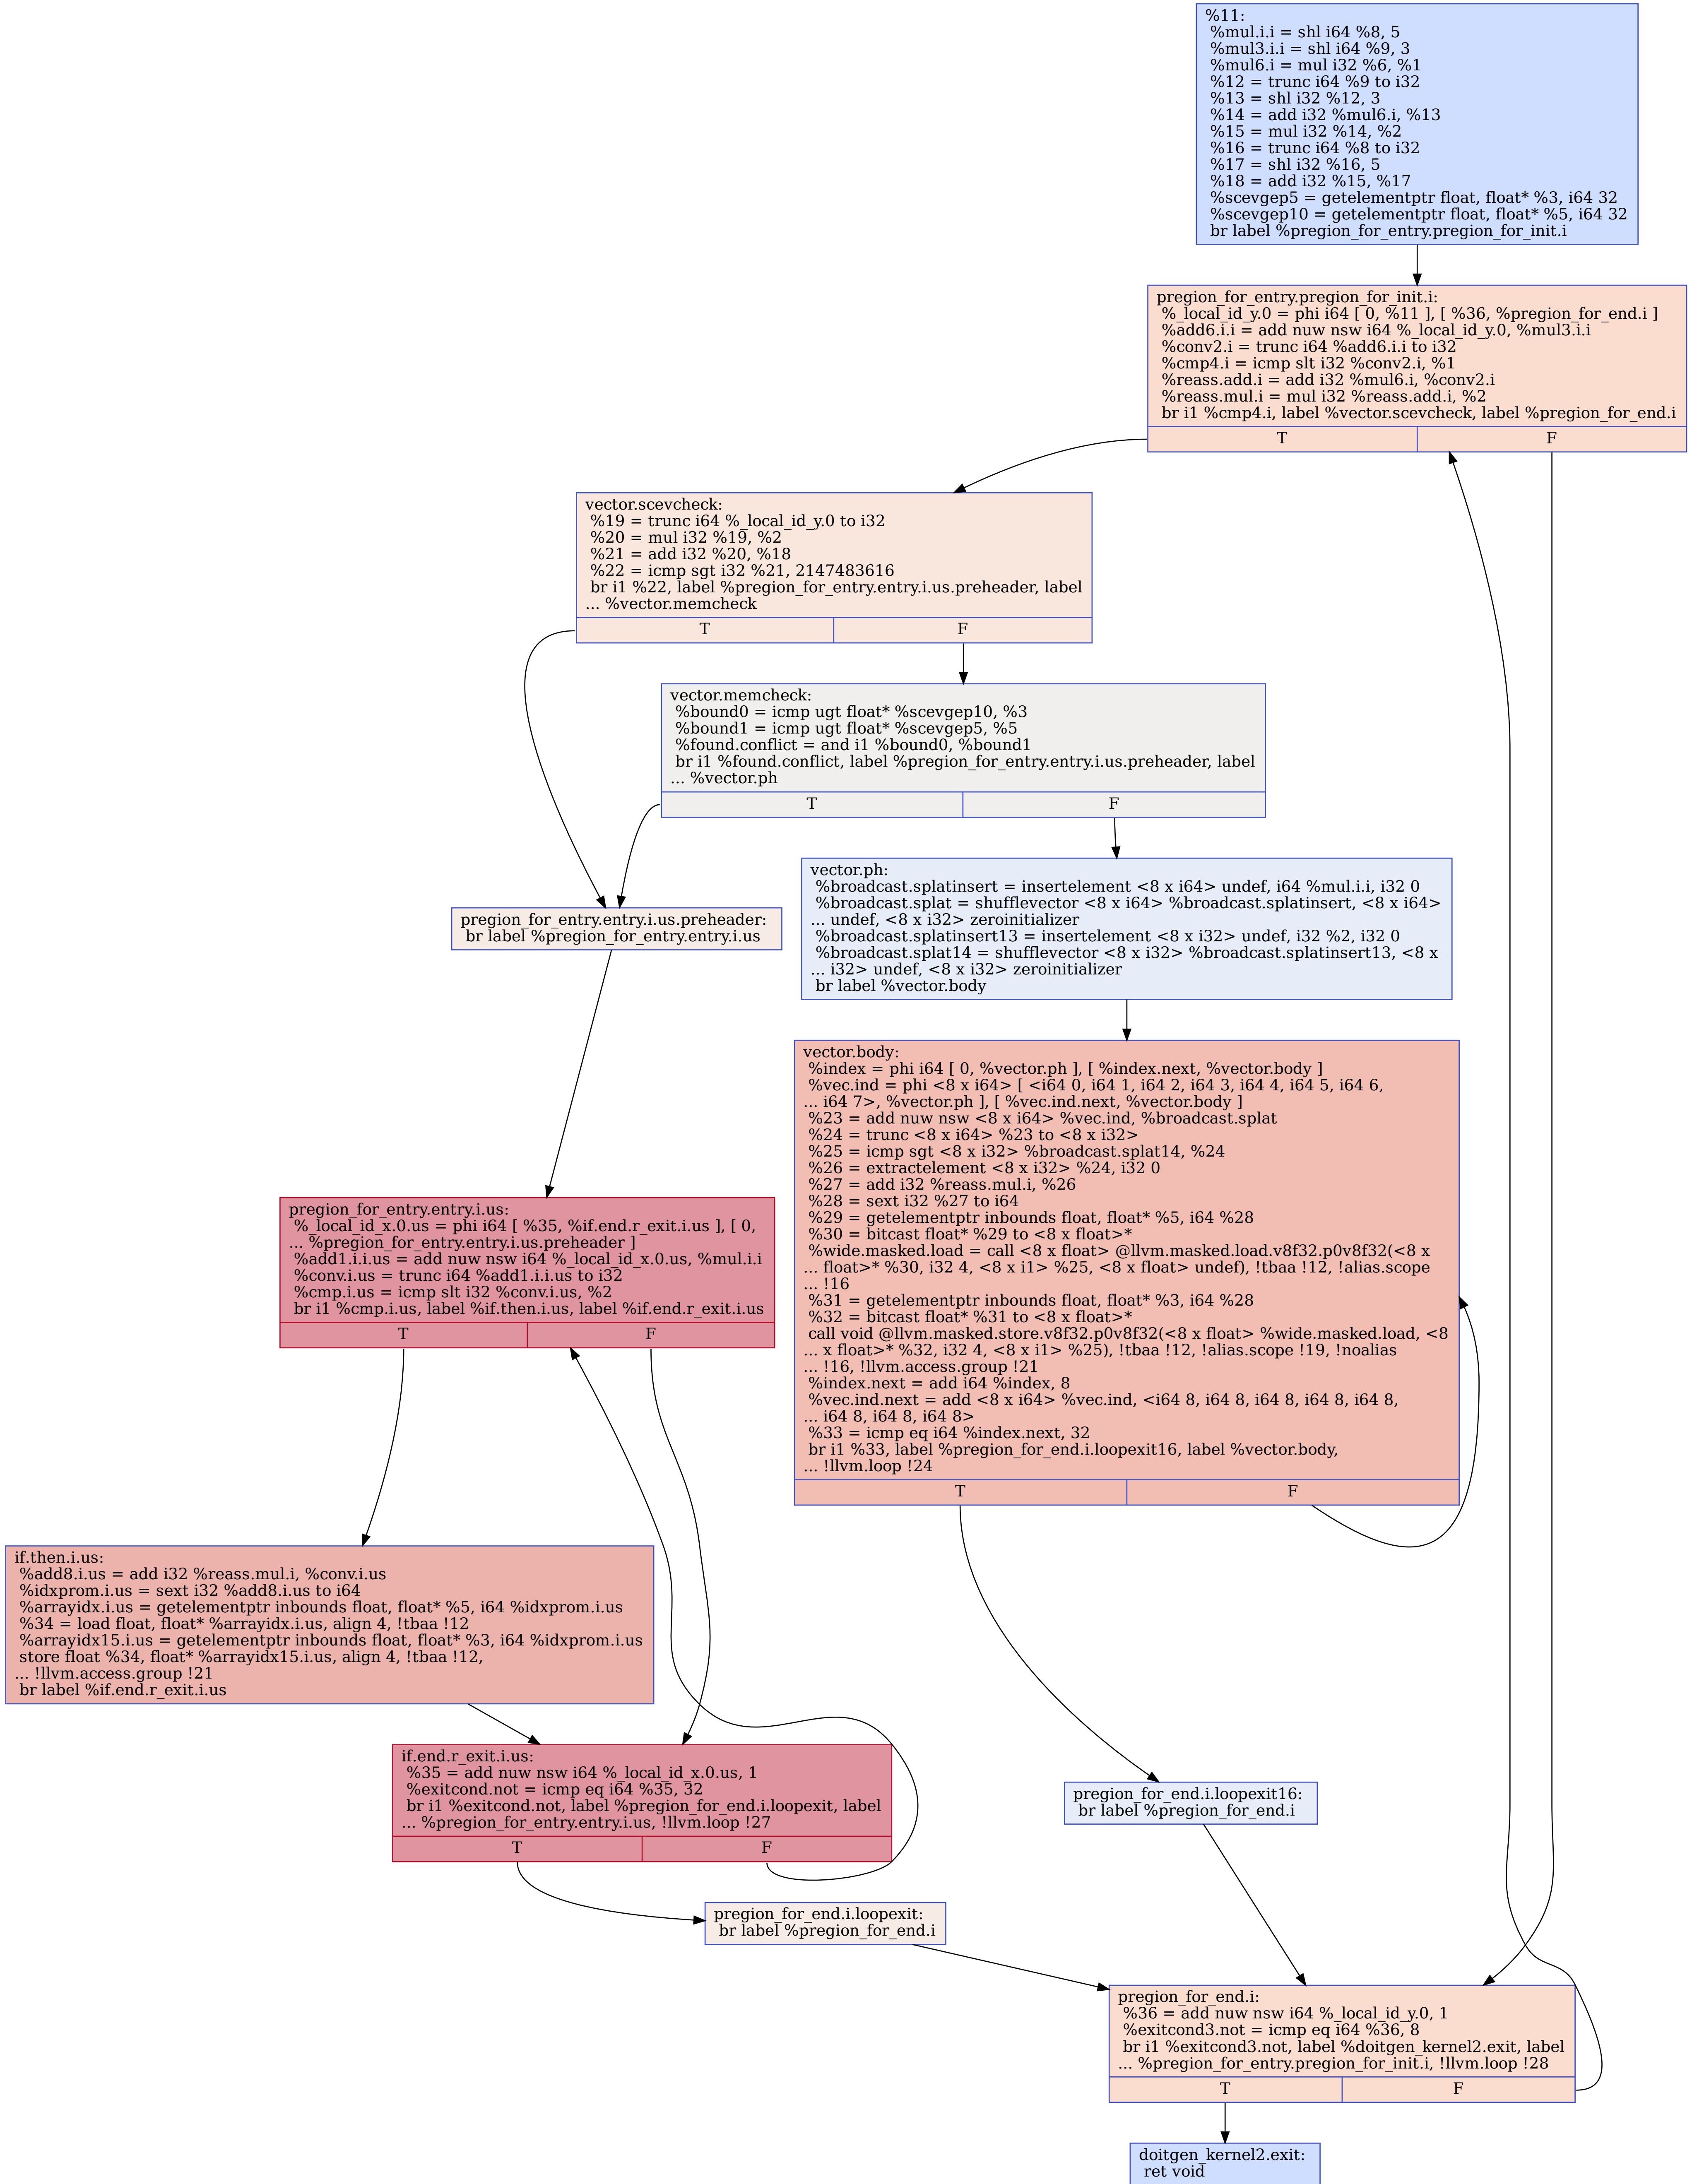 %11:
%mul.i.i = shl i64 %8, 5
%mul3.i.i = shl i64 %9, 3
%mul6.i = mul i32 %6, %1
%12 = trunc i64 %9 to i32
%13 = shl i32 %12, 3
%14 = add i32 %mul6.i, %13
%15 = mul i32 %14, %2
%16 = trunc i64 %8 to i32
%17 = shl i32 %16, 5
%18 = add i32 %15, %17
%scevgep5 = getelementptr float, float* %3, i64 32
%scevgep10 = getelementptr float, float* %5, i64 32
br label %pregion_for_entry.pregion_for_init.i
pregion_for_entry.pregion_for_init.i:
%_local_id_y.0 = phi i64 [ 0, %11 ], [ %36, %pregion_for_end.i ]
%add6.i.i = add nuw nsw i64 %_local_id_y.0, %mul3.i.i
%conv2.i = trunc i64 %add6.i.i to i32
%cmp4.i = icmp slt i32 %conv2.i, %1
%reass.add.i = add i32 %mul6.i, %conv2.i
%reass.mul.i = mul i32 %reass.add.i, %2
br i1 %cmp4.i, label %vector.scevcheck, label %pregion_for_end.i
T F
vector.scevcheck:
%19 = trunc i64 %_local_id_y.0 to i32
%20 = mul i32 %19, %2
%21 = add i32 %20, %18
%22 = icmp sgt i32 %21, 2147483616
br i1 %22, label %pregion_for_entry.entry.i.us.preheader, label
... %vector.memcheck
T F
vector.memcheck:
%bound0 = icmp ugt float* %scevgep10, %3
%bound1 = icmp ugt float* %scevgep5, %5
%found.conflict = and i1 %bound0, %bound1
br i1 %found.conflict, label %pregion_for_entry.entry.i.us.preheader, label
... %vector.ph
T F
vector.ph:
%broadcast.splatinsert = insertelement <8 x i64> undef, i64 %mul.i.i, i32 0
%broadcast.splat = shufflevector <8 x i64> %broadcast.splatinsert, <8 x i64>
... undef, <8 x i32> zeroinitializer
%broadcast.splatinsert13 = insertelement <8 x i32> undef, i32 %2, i32 0
%broadcast.splat14 = shufflevector <8 x i32> %broadcast.splatinsert13, <8 x
... i32> undef, <8 x i32> zeroinitializer
br label %vector.body
pregion_for_entry.entry.i.us.preheader:
br label %pregion_for_entry.entry.i.us
vector.body:
%index = phi i64 [ 0, %vector.ph ], [ %index.next, %vector.body ]
%vec.ind = phi <8 x i64> [ <i64 0, i64 1, i64 2, i64 3, i64 4, i64 5, i64 6,
... i64 7>, %vector.ph ], [ %vec.ind.next, %vector.body ]
%23 = add nuw nsw <8 x i64> %vec.ind, %broadcast.splat
%24 = trunc <8 x i64> %23 to <8 x i32>
%25 = icmp sgt <8 x i32> %broadcast.splat14, %24
%26 = extractelement <8 x i32> %24, i32 0
%27 = add i32 %reass.mul.i, %26
%28 = sext i32 %27 to i64
%29 = getelementptr inbounds float, float* %5, i64 %28
%30 = bitcast float* %29 to <8 x float>*
%wide.masked.load = call <8 x float> @llvm.masked.load.v8f32.p0v8f32(<8 x
... float>* %30, i32 4, <8 x i1> %25, <8 x float> undef), !tbaa !12, !alias.scope
... !16
%31 = getelementptr inbounds float, float* %3, i64 %28
%32 = bitcast float* %31 to <8 x float>*
call void @llvm.masked.store.v8f32.p0v8f32(<8 x float> %wide.masked.load, <8
... x float>* %32, i32 4, <8 x i1> %25), !tbaa !12, !alias.scope !19, !noalias
... !16, !llvm.access.group !21
%index.next = add i64 %index, 8
%vec.ind.next = add <8 x i64> %vec.ind, <i64 8, i64 8, i64 8, i64 8, i64 8,
... i64 8, i64 8, i64 8>
%33 = icmp eq i64 %index.next, 32
br i1 %33, label %pregion_for_end.i.loopexit16, label %vector.body,
... !llvm.loop !24
T F
pregion_for_entry.entry.i.us:
%_local_id_x.0.us = phi i64 [ %35, %if.end.r_exit.i.us ], [ 0,
... %pregion_for_entry.entry.i.us.preheader ]
%add1.i.i.us = add nuw nsw i64 %_local_id_x.0.us, %mul.i.i
%conv.i.us = trunc i64 %add1.i.i.us to i32
%cmp.i.us = icmp slt i32 %conv.i.us, %2
br i1 %cmp.i.us, label %if.then.i.us, label %if.end.r_exit.i.us
T F
if.then.i.us:
%add8.i.us = add i32 %reass.mul.i, %conv.i.us
%idxprom.i.us = sext i32 %add8.i.us to i64
%arrayidx.i.us = getelementptr inbounds float, float* %5, i64 %idxprom.i.us
%34 = load float, float* %arrayidx.i.us, align 4, !tbaa !12
%arrayidx15.i.us = getelementptr inbounds float, float* %3, i64 %idxprom.i.us
store float %34, float* %arrayidx15.i.us, align 4, !tbaa !12,
... !llvm.access.group !21
br label %if.end.r_exit.i.us
if.end.r_exit.i.us:
%35 = add nuw nsw i64 %_local_id_x.0.us, 1
%exitcond.not = icmp eq i64 %35, 32
br i1 %exitcond.not, label %pregion_for_end.i.loopexit, label
... %pregion_for_entry.entry.i.us, !llvm.loop !27
T F
pregion_for_end.i.loopexit16:
br label %pregion_for_end.i
pregion_for_end.i.loopexit:
br label %pregion_for_end.i
pregion_for_end.i:
%36 = add nuw nsw i64 %_local_id_y.0, 1
%exitcond3.not = icmp eq i64 %36, 8
br i1 %exitcond3.not, label %doitgen_kernel2.exit, label
... %pregion_for_entry.pregion_for_init.i, !llvm.loop !28
T F
doitgen_kernel2.exit:
ret void